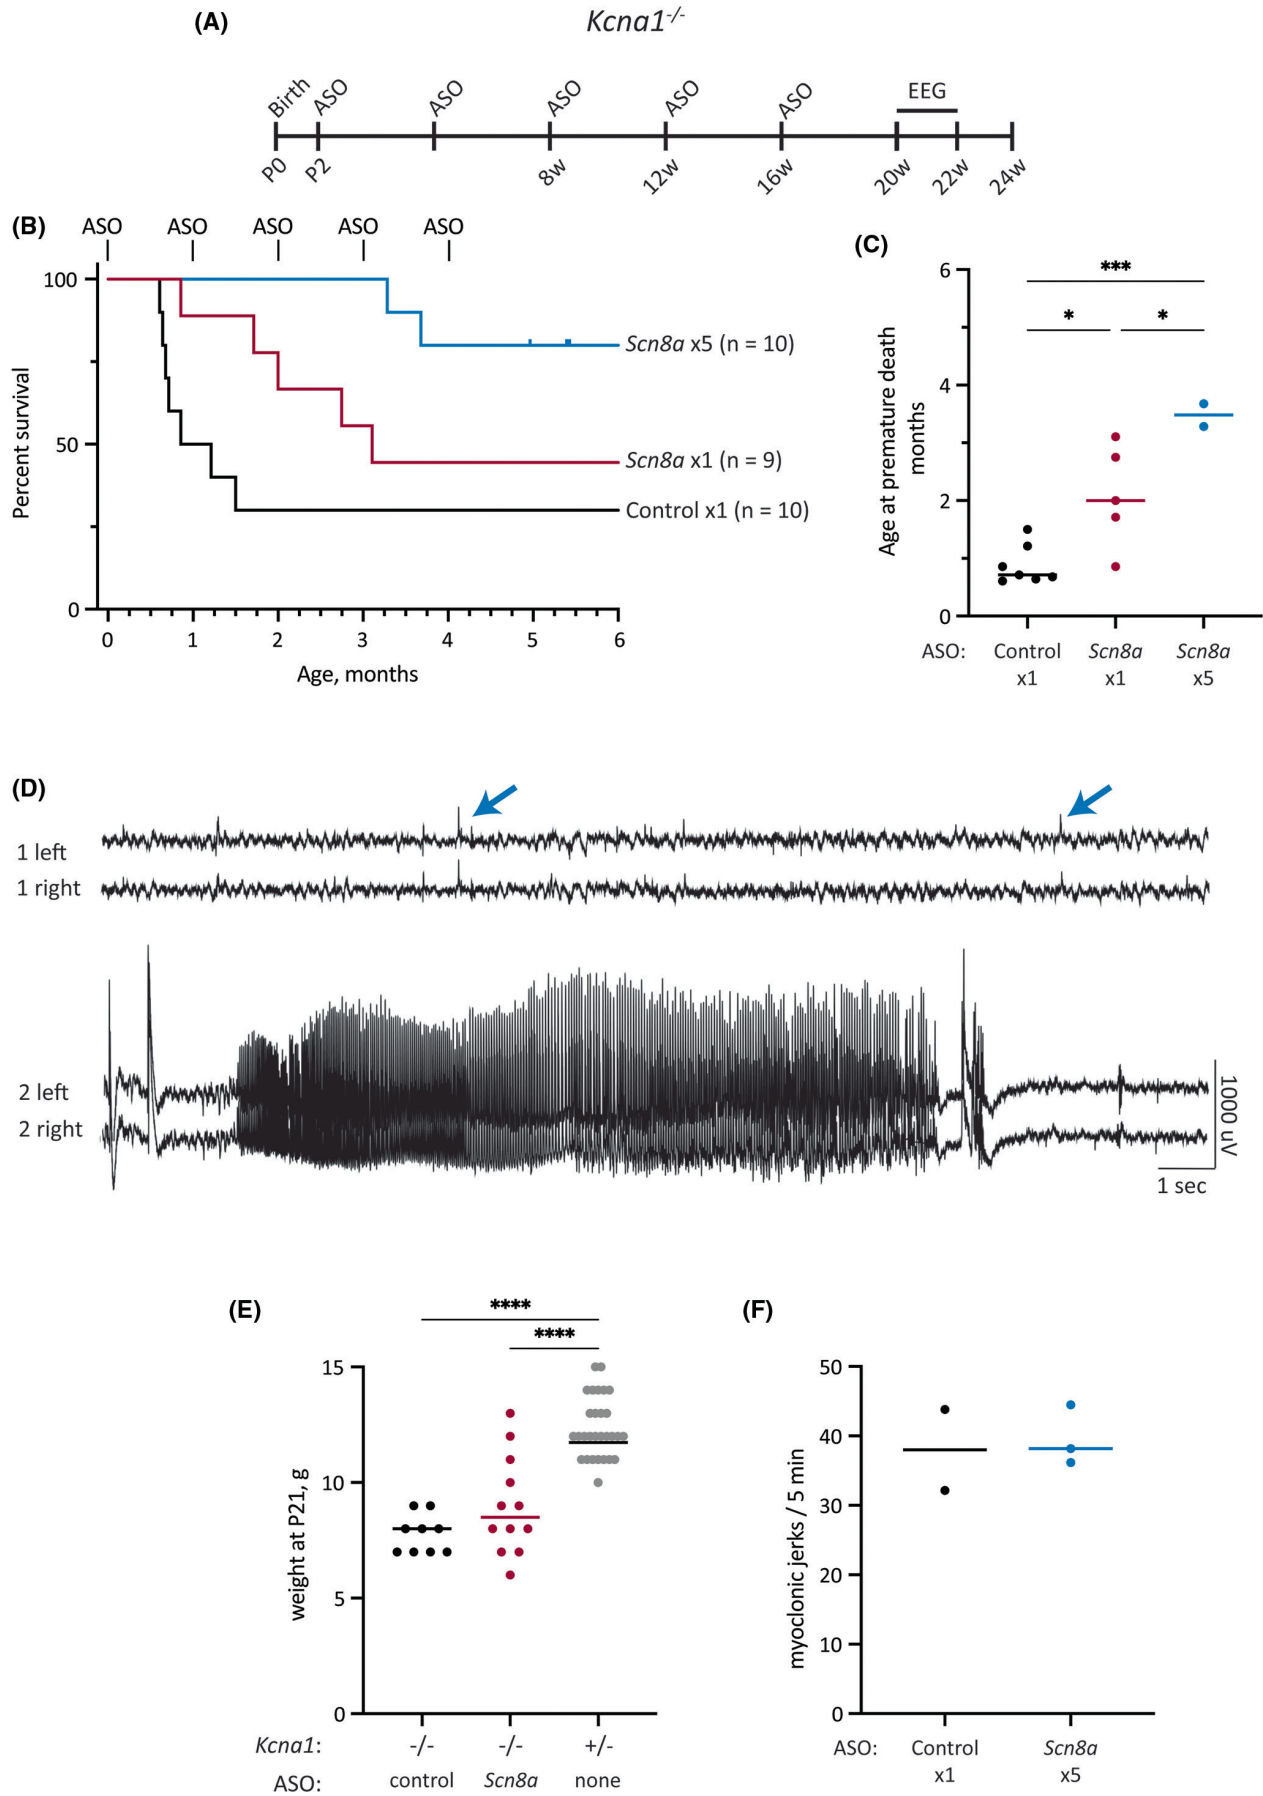 (A)
Kcna1-/-
Birth ASO ASO ASO ASO ASO EEG
P0 P2 8w 12w 16w 20w 22w 24w
(B)
ASO ASO ASO ASO ASO
100
50
0
Percent survival
Scn8a x5 (n = 10)
Scn8a x1 (n = 9)
Control x1 (n = 10)
0 1 2 3 4 5 6
Age, months
(C)
***
* *
6
4
2
0
Age at premature death
months
ASO: Control Scn8a Scn8a
x1 x1 x5
(D)
1 left
1 right
2 left
2 right
1000 uV
1 sec
(E)
****
****
15
10
5
0
weight at P21, g
Kcna1: -/- -/- +/-
ASO: control Scn8a none
(F)
50
40
30
20
10
0
myoclonic jerks / 5 min
ASO: Control Scn8a
x1 x5